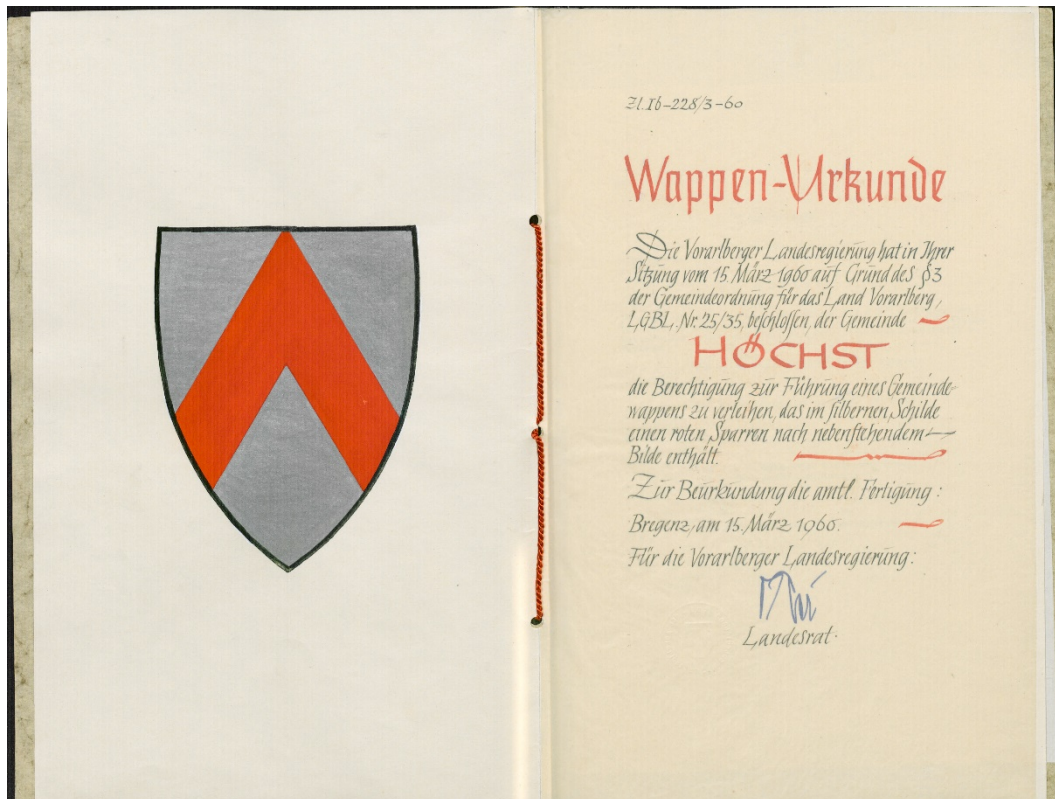 Zl. Ib-228/3-60
Wappen-Urkunde
Die Vorarlberger Landesregierung hat in Ihrer
Sitzung vom 15. März 1960 auf Grund des §3
der Gemeindeordnung für das Land Vorarlberg,
LGBL. Nr. 25/35, beschlossen, der Gemeinde
HÖCHST
die Berechtigung zur Führung eines Gemeinde-
wappens zu verleihen, das im silbernen Schilde
einen roten Sparren nach nebenstehendem
Bilde enthält.
Zur Beurkundung die amtl. Fertigung:
Bregenz, am 15. März 1960.
Für die Vorarlberger Landesregierung:
Landesrat.